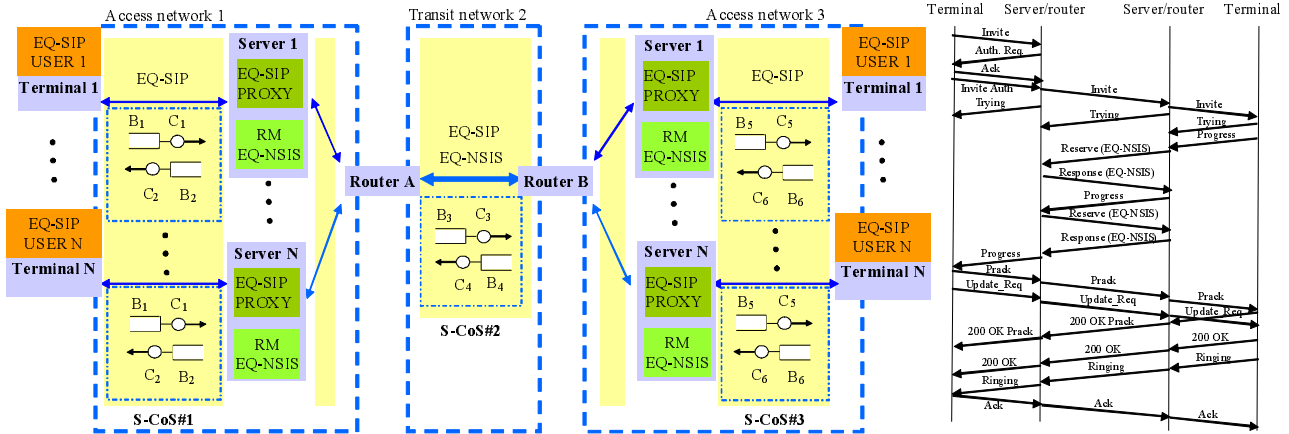 Access network 1
Transit network 2
Access network 3
EQ-SIP
USER 1
Terminal 1
EQ-SIP
Server 1
EQ-SIP
PROXY
RM
EQ-NSIS
B1 C1
C2 B2
EQ-SIP
USER N
Terminal N
Server N
EQ-SIP
PROXY
RM
EQ-NSIS
B1 C1
C2 B2
S-CoS#1
Router A
EQ-SIP
EQ-NSIS
B3 C3
C4 B4
S-CoS#2
Router B
Server 1
EQ-SIP
PROXY
RM
EQ-NSIS
EQ-SIP
B5 C5
C6 B6
EQ-SIP
USER 1
Terminal 1
Server N
EQ-SIP
PROXY
RM
EQ-NSIS
B5 C5
C6 B6
EQ-SIP
USER N
Terminal N
S-CoS#3
Terminal Server/router Server/router Terminal
Invite
Auth. Req.
Ack
Invite Auth
Invite
Trying
Trying
Invite
Trying
Progress
Reserve (EQ-NSIS)
Response (EQ-NSIS)
Progress
Reserve (EQ-NSIS)
Response (EQ-NSIS)
Progress
Prack
Prack
Update_Req
Update_Req
Prack
Update_Req
200 OK Prack
200 OK Prack
200 OK
200 OK
200 OK
Ringing
Ringing
Ringing
Ack
Ack
Ack